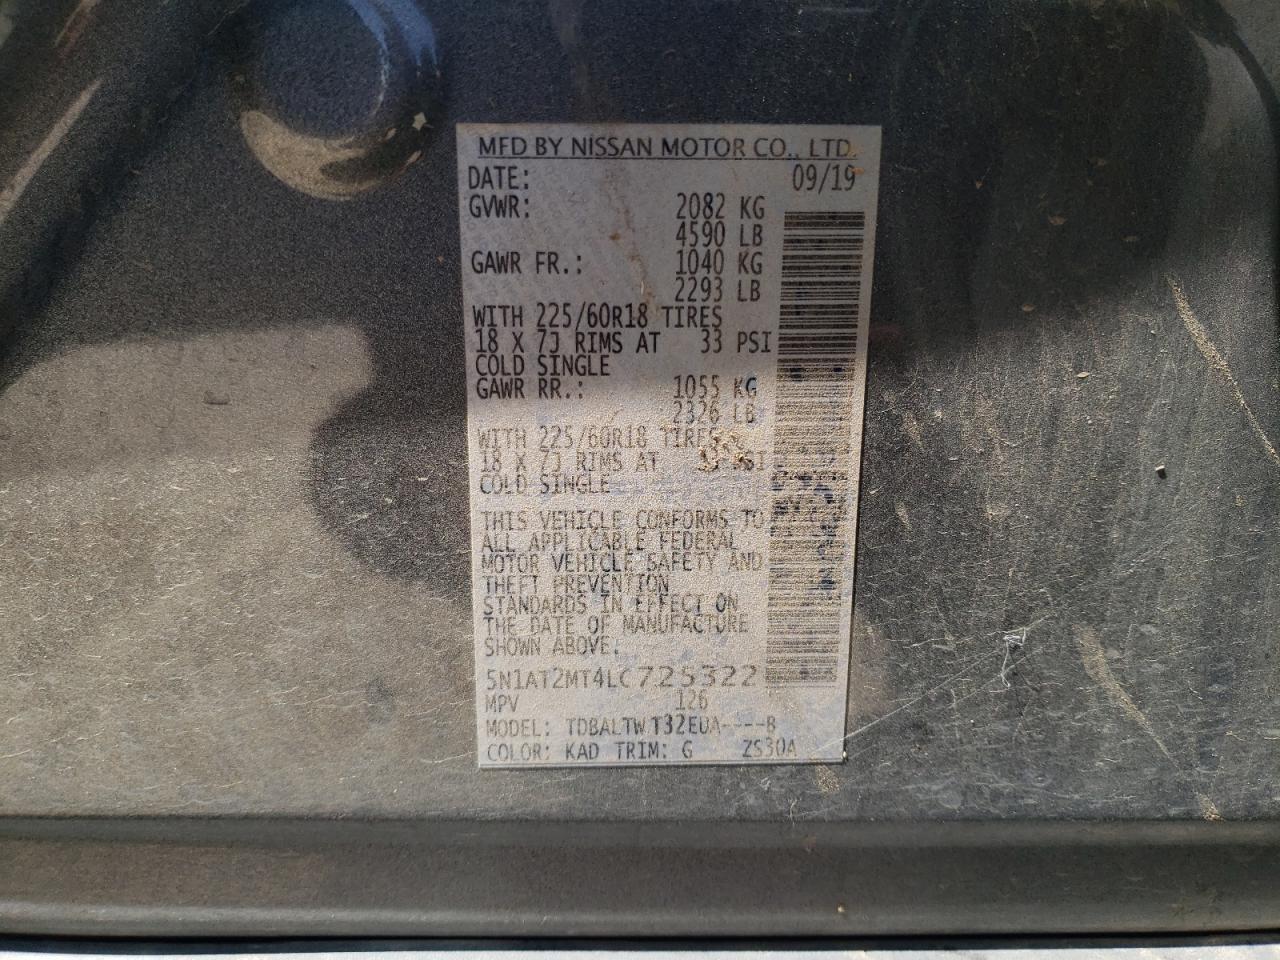 MFD BY NISSAN MOTOR CO., LTD.
DATE: 09/19
GVWR: 2082 KG
4590 LB
GAWR FR.: 1040 KG
2293 LB
WITH 225/60R18 TIRES
18 X 7J RIMS AT 33 PSI
COLD SINGLE
GAWR RR.: 1055 KG
2326 LB
WITH 225/60R18 TIRES
18 X 7J RIMS AT 33 PSI
COLD SINGLE
THIS VEHICLE CONFORMS TO
ALL APPLICABLE FEDERAL
MOTOR VEHICLE SAFETY AND
THEFT PREVENTION
STANDARDS IN EFFECT ON
THE DATE OF MANUFACTURE
SHOWN ABOVE:
5N1AT2MT4LC725322
MPV 126
MODEL: TDBALTWT32EUA----B
COLOR: KAD TRIM: G ZS30A